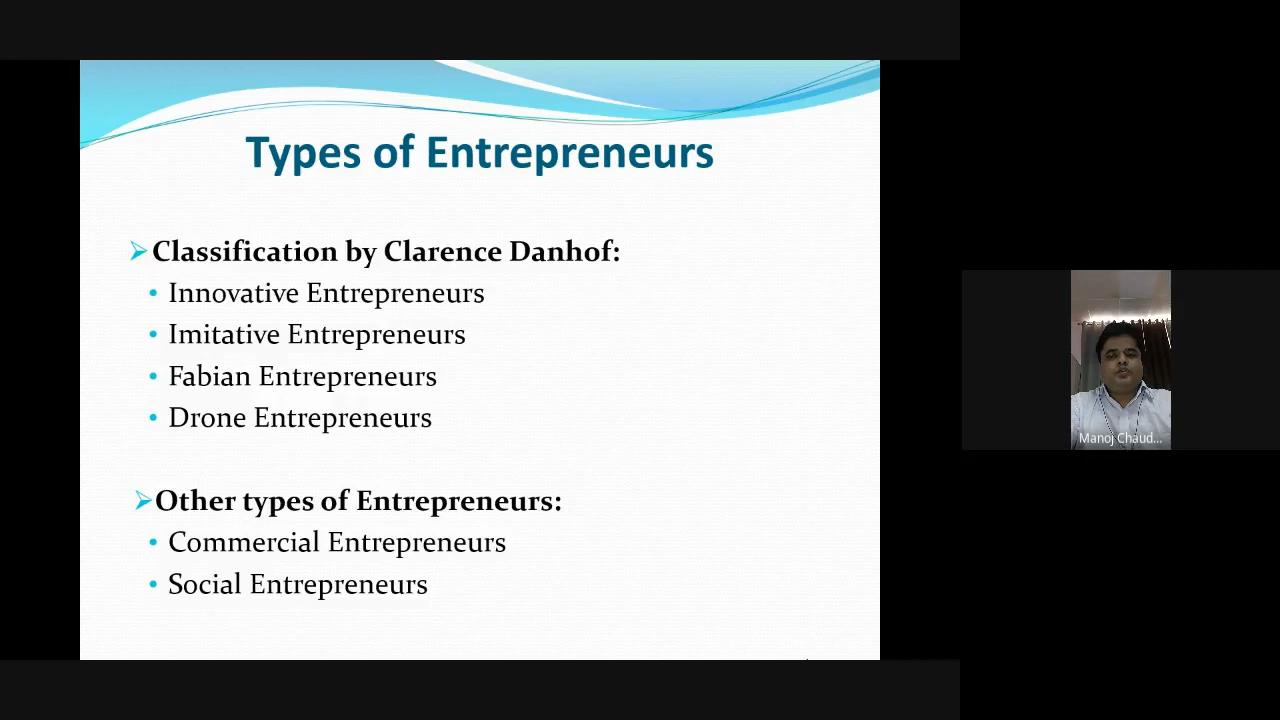 Types of Entrepreneurs
Classification by Clarence Danhof:
Innovative Entrepreneurs
Imitative Entrepreneurs
Fabian Entrepreneurs
Drone Entrepreneurs
Other types of Entrepreneurs:
Commercial Entrepreneurs
Social Entrepreneurs
Manoj Chaud...